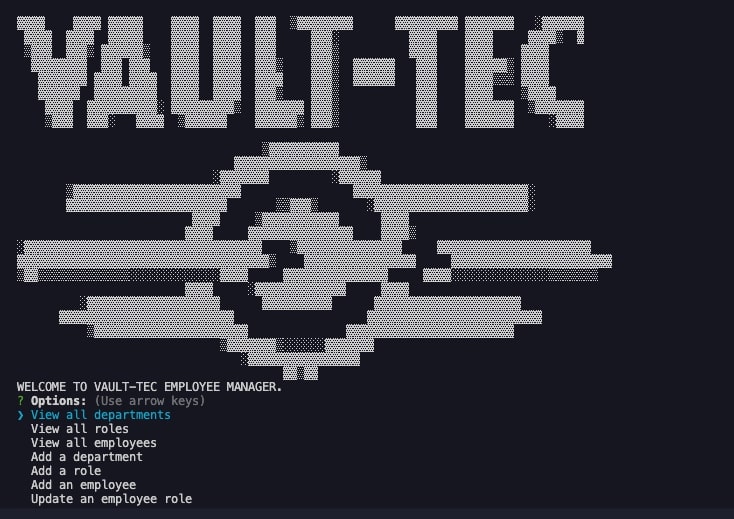 VAULT-TEC
WELCOME TO VAULT-TEC EMPLOYEE MANAGER.
? Options: (Use arrow keys)
❯ View all departments
View all roles
View all employees
Add a department
Add a role
Add an employee
Update an employee role